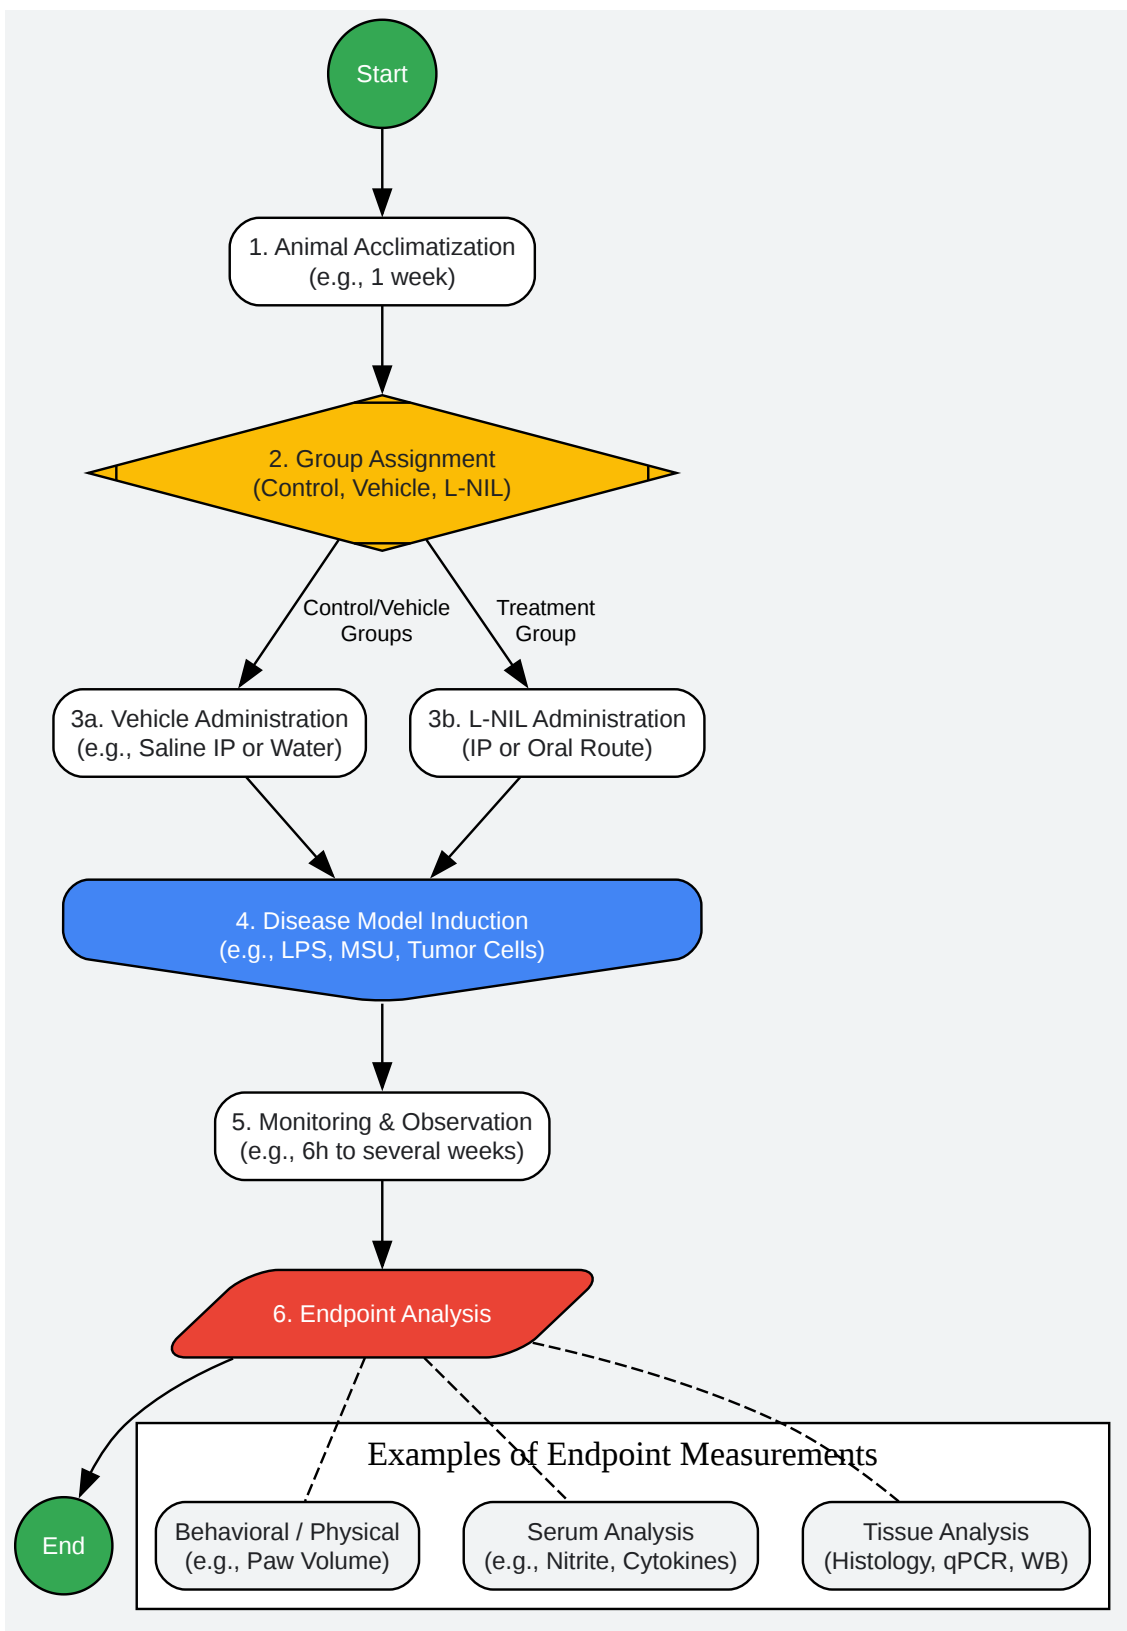 Start
1. Animal Acclimatization
(e.g., 1 week)
2. Group Assignment
(Control, Vehicle, L-NIL)
Control/Vehicle
Groups
Treatment
Group
3a. Vehicle Administration
(e.g., Saline IP or Water)
3b. L-NIL Administration
(IP or Oral Route)
4. Disease Model Induction
(e.g., LPS, MSU, Tumor Cells)
5. Monitoring & Observation
(e.g., 6h to several weeks)
6. Endpoint Analysis
Examples of Endpoint Measurements
End
Behavioral / Physical
(e.g., Paw Volume)
Serum Analysis
(e.g., Nitrite, Cytokines)
Tissue Analysis
(Histology, qPCR, WB)